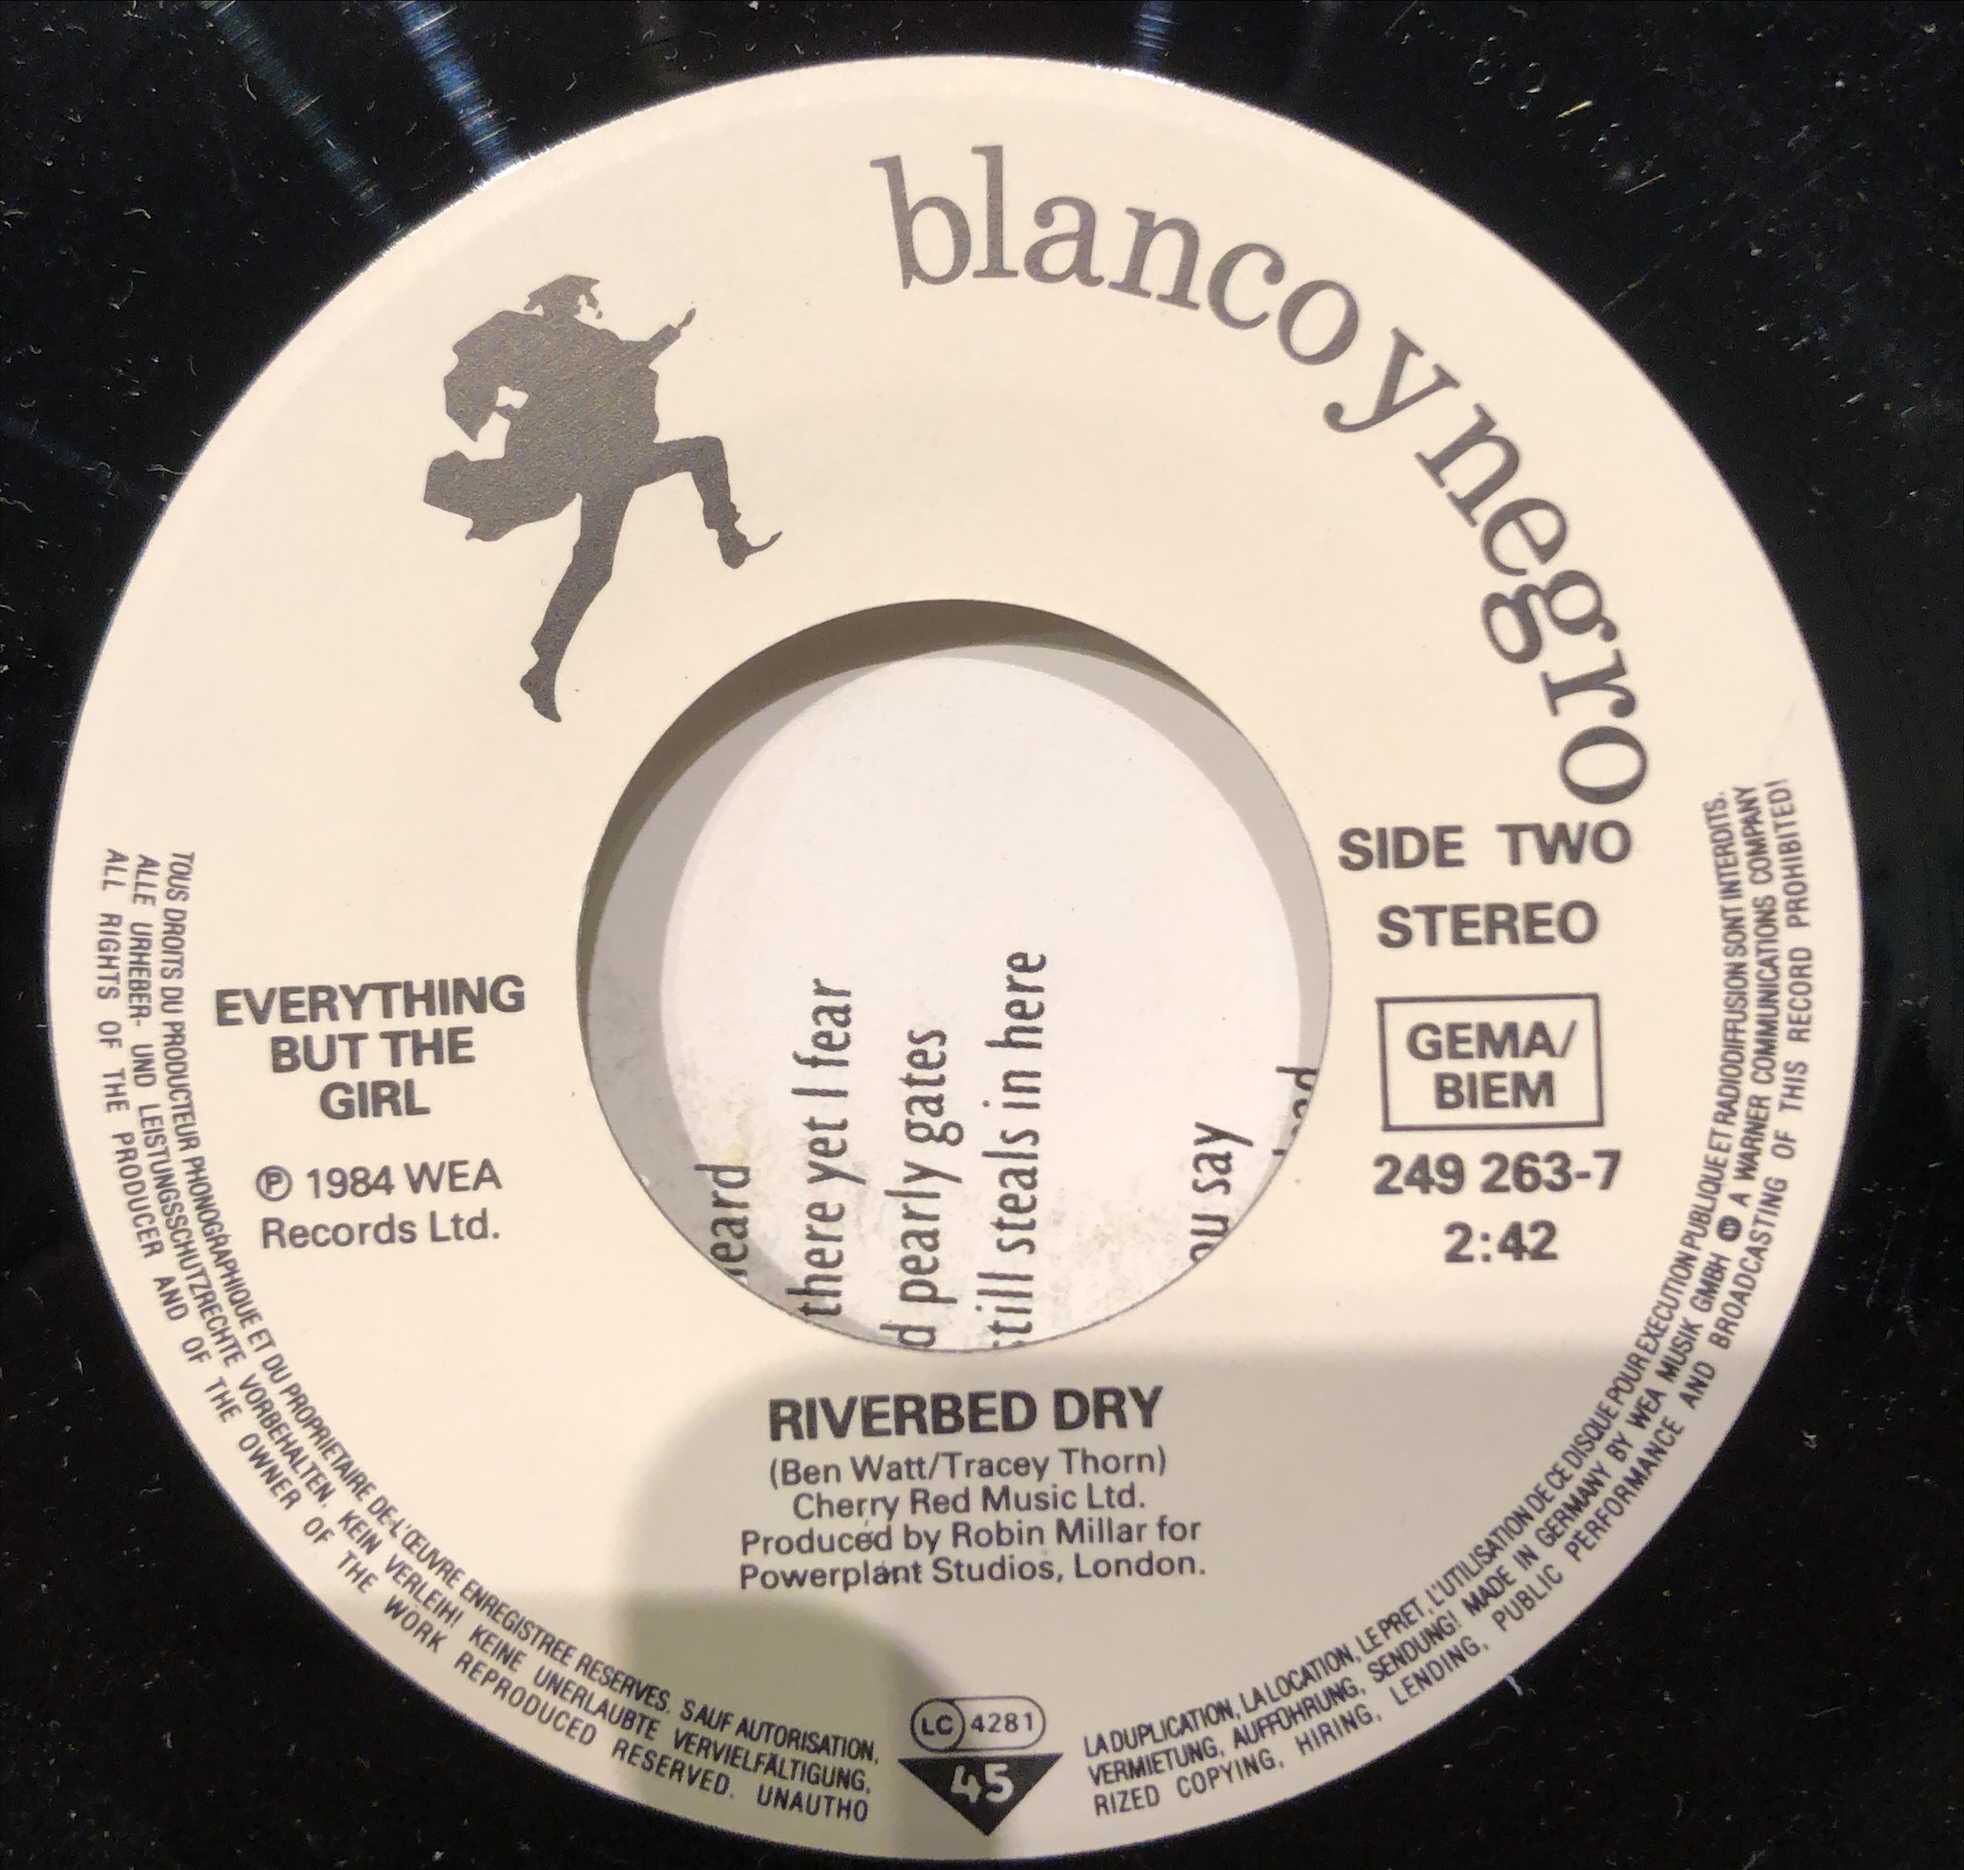 blanco y negro
SIDE TWO
STEREO
GEMA/
BIEM
249 263-7
2:42
EVERYTHING
BUT THE
GIRL
℗ 1984 WEA
Records Ltd.
there yet I fear
pearly gates
steals in here
say
RIVERBED DRY
(Ben Watt/Tracey Thorn)
Cherry Red Music Ltd.
Produced by Robin Millar for
Powerplant Studios, London.
LC 4281
45
TOUS DROITS DU PRODUCTEUR PHONOGRAPHIQUE ET DU PROPRIETAIRE DE L'ŒUVRE ENREGISTREE RESERVES. SAUF AUTORISATION, LA DUPLICATION, LA LOCATION, LE PRET, L'UTILISATION DE CE DISQUE POUR EXECUTION PUBLIQUE ET RADIODIFFUSION SONT INTERDITS.
ALLE URHEBER- UND LEISTUNGSSCHUTZRECHTE VORBEHALTEN. KEIN VERLEIH! KEINE UNERLAUBTE VERVIELFÄLTIGUNG, VERMIETUNG, AUFFÜHRUNG, SENDUNG! MADE IN GERMANY BY WEA MUSIK GMBH A WARNER COMMUNICATIONS COMPANY
ALL RIGHTS OF THE PRODUCER AND OF THE OWNER OF THE WORK REPRODUCED RESERVED. UNAUTHORIZED COPYING, HIRING, LENDING, PUBLIC PERFORMANCE AND BROADCASTING OF THIS RECORD PROHIBITED!